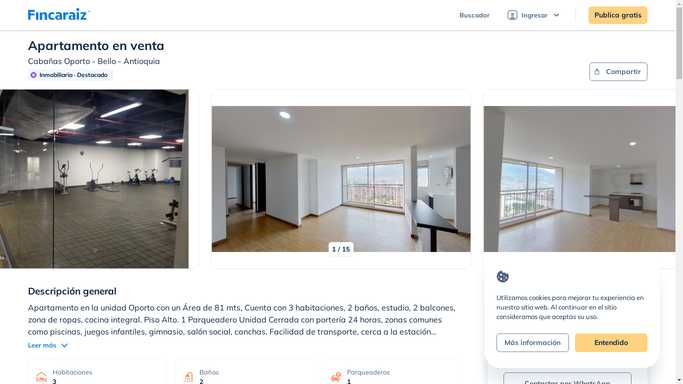 Fincaraiz
Buscador
Ingresar
Publica gratis
Apartamento en venta
Cabañas Oporto - Bello - Antioquia
Inmobiliaria · Destacado
Compartir
1 / 15
Descripción general
Apartamento en la unidad Oporto con un Área de 81 mts, Cuenta con 3 habitaciones, 2 baños, estudio, 2 balcones,
zona de ropas, cocina integral. Piso Alto. 1 Parqueadero Unidad Cerrada con portería 24 horas, zonas comunes
como piscinas, juegos infantiles, gimnasio, salón social, canchas. Facilidad de transporte, cerca a la estación...
Leer más
Habitaciones
3
Baños
2
Parqueaderos
1
Utilizamos cookies para mejorar tu experiencia en
nuestro sitio web. Al continuar en el sitio
consideramos que aceptas su uso.
Más información
Entendido
Contactar por WhatsApp